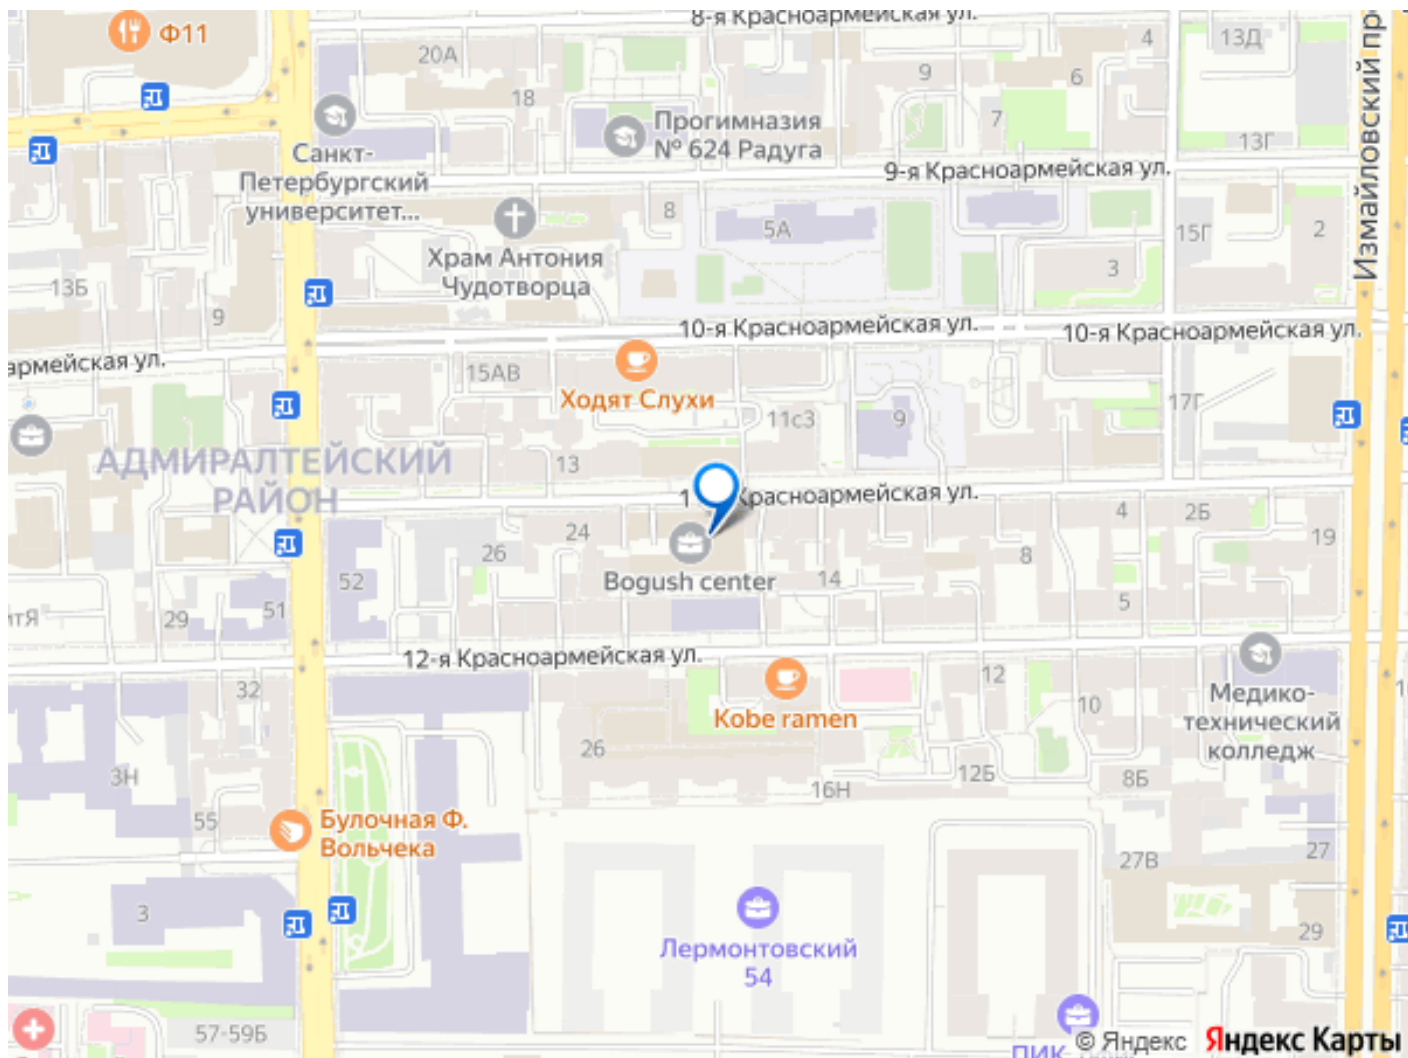 8-я Красноармейская ул.
Ф11
20А
4
13Д
9
6
18
7
Прогимназия
№ 624 Радуга
13Г
Измайловский пр
Санкт-
Петербургский
университет...
9-я Красноармейская ул.
8
5А
15Г
2
Храм Антония
Чудотворца
3
13Б
9
10-я Красноармейская ул.
10-я Красноармейская ул.
армейская ул.
15АВ
Ходят Слухи
11с3
9
17Г
АДМИРАЛТЕЙСКИЙ
РАЙОН
13
1
Красноармейская ул.
4
2Б
24
26
19
8
52
Bogush center
14
5
51
29
12-я Красноармейская ул.
32
12
10
Медико-
технический
колледж
Kobe ramen
26
3Н
12Б
8Б
16Н
55
Булочная Ф.
Вольчека
27В
27
3
Лермонтовский
54
29
57-59Б
ПИК
© Яндекс Яндекс Карты